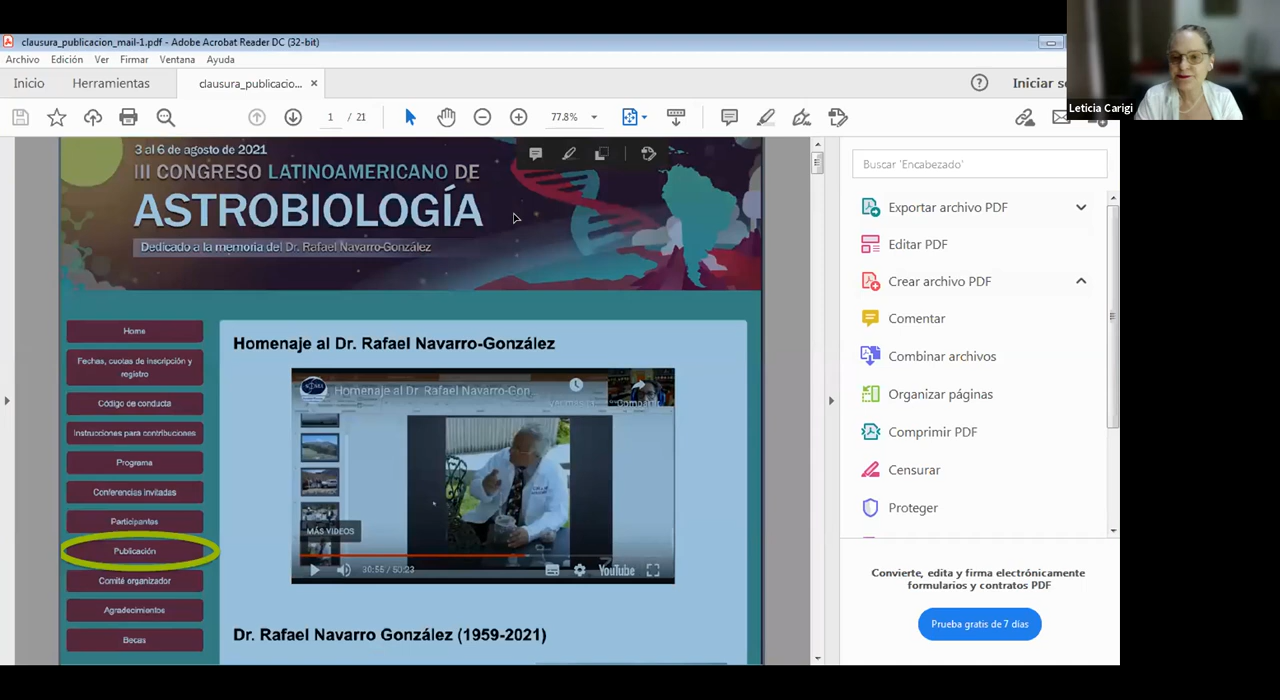 clausura_publicacion_mail-1.pdf - Adobe Acrobat Reader DC (32-bit)
Archivo Edición Ver Firmar Ventana Ayuda
Inicio Herramientas clausura_publicacio... × Iniciar se
1 / 21 77.8%
Leticia Carigi
3 al 6 de agosto de 2021
III CONGRESO LATINOAMERICANO DE
ASTROBIOLOGÍA
Dedicado a la memoria del Dr. Rafael Navarro-González
Home
Fechas, cuotas de inscripción y
registro
Código de conducta
Instrucciones para contribuciones
Programa
Conferencias invitadas
Participantes
Publicación
Comité organizador
Agradecimientos
Becas
Homenaje al Dr. Rafael Navarro-González
Homenaje al Dr. Rafael Navarro-Gon
MÁS VÍDEOS
30:55 / 50:23 YouTube
Dr. Rafael Navarro González (1959-2021)
Buscar 'Encabezado'
Exportar archivo PDF
Editar PDF
Crear archivo PDF
Comentar
Combinar archivos
Organizar páginas
Comprimir PDF
Censurar
Proteger
Convierte, edita y firma electrónicamente
formularios y contratos PDF
Prueba gratis de 7 días